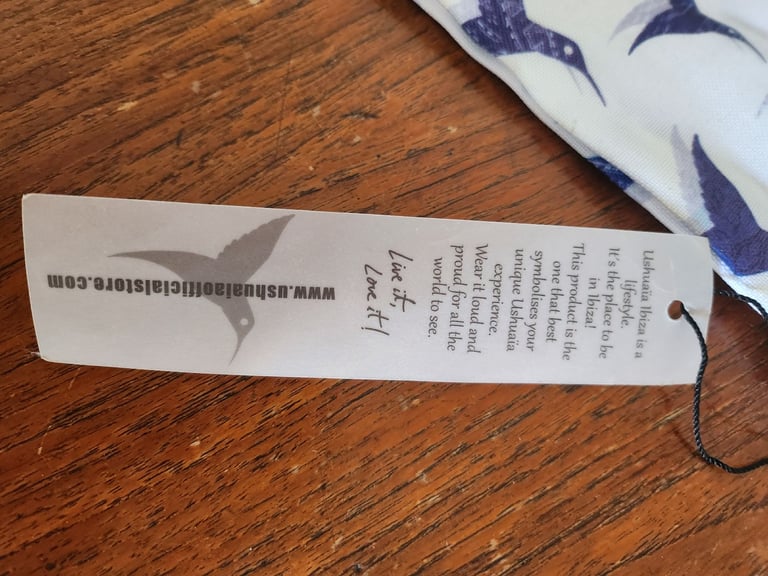 Ushuaïa Ibiza is a
lifestyle.
It's the place to be
in Ibiza!
This product is the
one that best
symbolises your
unique Ushuaïa
experience.
Wear it loud and
proud for all the
world to see.
Live it,
Love it!
www.ushuaiaofficialstore.com